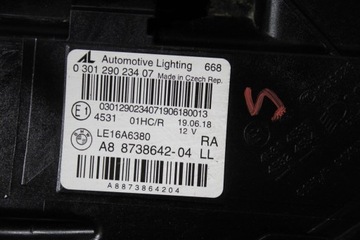 AL Automotive Lighting 668
0 301 290 234 07 Made in Czech Rep.
0301290234071906180013
E1 4531 01HC/R 19.06.18
12 V
LE16A6380 RA
A8 8738642-04 LL
A8873864204